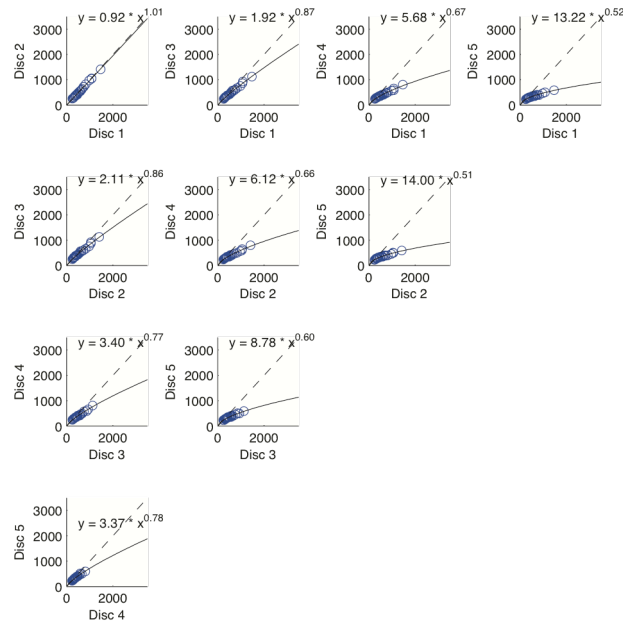 y = 0.92 * x^1.01
Disc 2
3000
2000
1000
0
0 2000
Disc 1
y = 1.92 * x^0.87
Disc 3
3000
2000
1000
0
0 2000
Disc 1
y = 5.68 * x^0.67
Disc 4
3000
2000
1000
0
0 2000
Disc 1
y = 13.22 * x^0.52
Disc 5
3000
2000
1000
0
0 2000
Disc 1
y = 2.11 * x^0.86
Disc 3
3000
2000
1000
0
0 2000
Disc 2
y = 6.12 * x^0.66
Disc 4
3000
2000
1000
0
0 2000
Disc 2
y = 14.00 * x^0.51
Disc 5
3000
2000
1000
0
0 2000
Disc 2
y = 3.40 * x^0.77
Disc 4
3000
2000
1000
0
0 2000
Disc 3
y = 8.78 * x^0.60
Disc 5
3000
2000
1000
0
0 2000
Disc 3
y = 3.37 * x^0.78
Disc 5
3000
2000
1000
0
0 2000
Disc 4